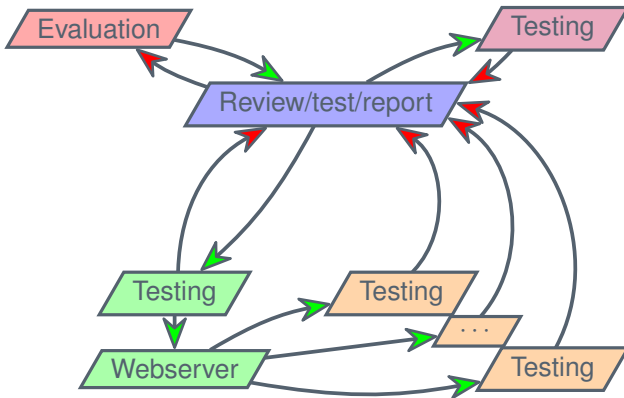 Evaluation
Testing
Review/test/report
Testing
Testing
...
Webserver
Testing